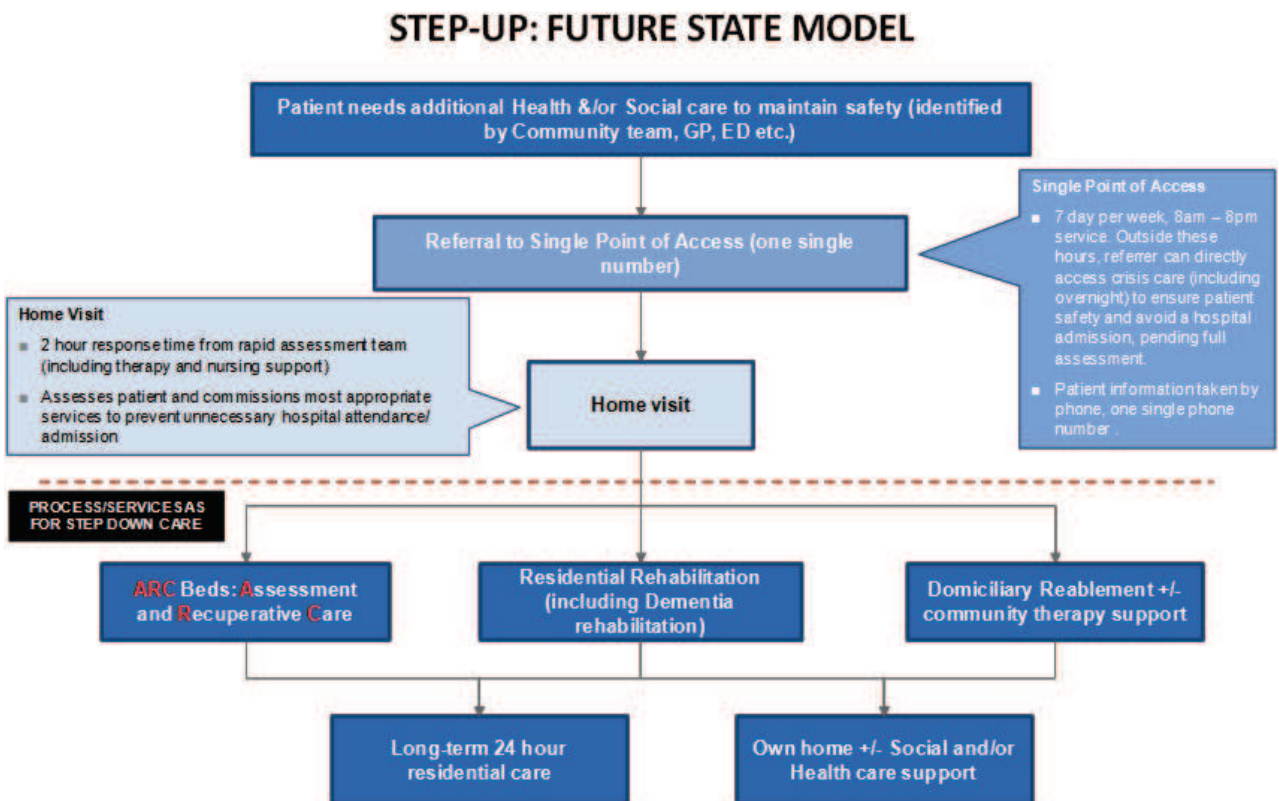 STEP-UP: FUTURE STATE MODEL
Patient needs additional Health &/or Social care to maintain safety (identified
by Community team, GP, ED etc.)
Single Point of Access
7 day per week, 8am – 8pm
service. Outside these
hours, referrer can directly
access crisis care (including
overnight) to ensure patient
safety and avoid a hospital
admission, pending full
assessment.
Patient information taken by
phone, one single phone
number .
Referral to Single Point of Access (one single
number)
Home Visit
2 hour response time from rapid assessment team
(including therapy and nursing support)
Assesses patient and commissions most appropriate
services to prevent unnecessary hospital attendance/
admission
Home visit
PROCESS/SERVICES AS
FOR STEP DOWN CARE
ARC Beds: Assessment
and Recuperative Care
Residential Rehabilitation
(including Dementia
rehabilitation)
Domiciliary Reablement +/-
community therapy support
Long-term 24 hour
residential care
Own home +/- Social and/or
Health care support